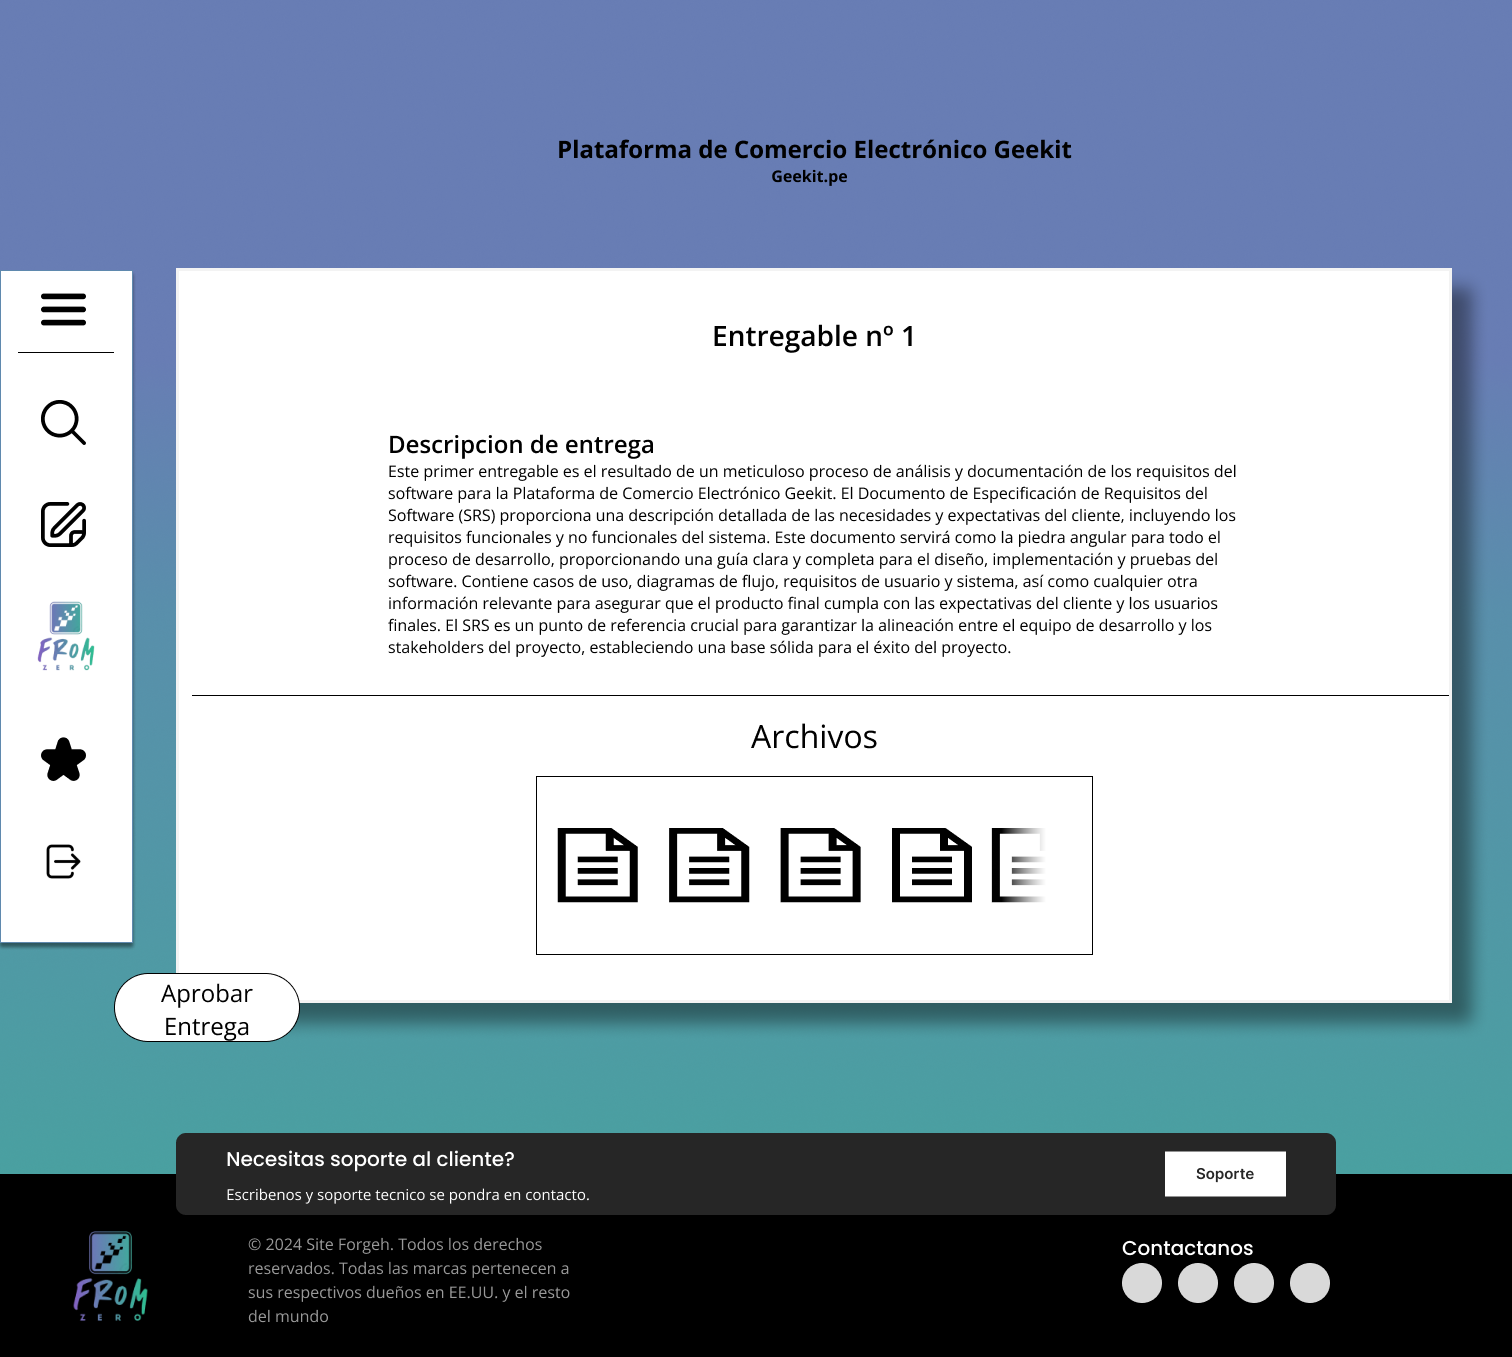 Plataforma de Comercio Electrónico Geekit
Geekit.pe
Entregable nº 1
Descripcion de entrega
Este primer entregable es el resultado de un meticuloso proceso de análisis y documentación de los requisitos del
software para la Plataforma de Comercio Electrónico Geekit. El Documento de Especificación de Requisitos del
Software (SRS) proporciona una descripción detallada de las necesidades y expectativas del cliente, incluyendo los
requisitos funcionales y no funcionales del sistema. Este documento servirá como la piedra angular para todo el
proceso de desarrollo, proporcionando una guía clara y completa para el diseño, implementación y pruebas del
software. Contiene casos de uso, diagramas de flujo, requisitos de usuario y sistema, así como cualquier otra
información relevante para asegurar que el producto final cumpla con las expectativas del cliente y los usuarios
finales. El SRS es un punto de referencia crucial para garantizar la alineación entre el equipo de desarrollo y los
stakeholders del proyecto, estableciendo una base sólida para el éxito del proyecto.
FROM
ZERO
Archivos
Aprobar
Entrega
Necesitas soporte al cliente?
Escribenos y soporte tecnico se pondra en contacto.
Soporte
FROM
ZERO
© 2024 Site Forgeh. Todos los derechos
reservados. Todas las marcas pertenecen a
sus respectivos dueños en EE.UU. y el resto
del mundo
Contactanos